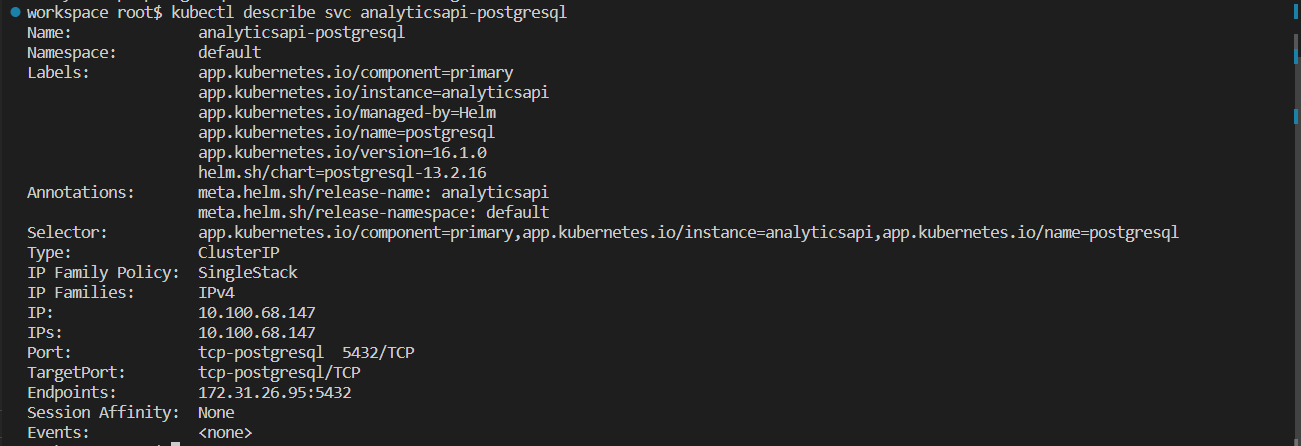 workspace root$ kubectl describe svc analyticsapi-postgresql
Name:              analyticsapi-postgresql
Namespace:         default
Labels:            app.kubernetes.io/component=primary
                   app.kubernetes.io/instance=analyticsapi
                   app.kubernetes.io/managed-by=Helm
                   app.kubernetes.io/name=postgresql
                   app.kubernetes.io/version=16.1.0
                   helm.sh/chart=postgresql-13.2.16
Annotations:       meta.helm.sh/release-name: analyticsapi
                   meta.helm.sh/release-namespace: default
Selector:          app.kubernetes.io/component=primary,app.kubernetes.io/instance=analyticsapi,app.kubernetes.io/name=postgresql
Type:              ClusterIP
IP Family Policy:  SingleStack
IP Families:       IPv4
IP:                10.100.68.147
IPs:               10.100.68.147
Port:              tcp-postgresql  5432/TCP
TargetPort:        tcp-postgresql/TCP
Endpoints:         172.31.26.95:5432
Session Affinity:  None
Events:            <none>